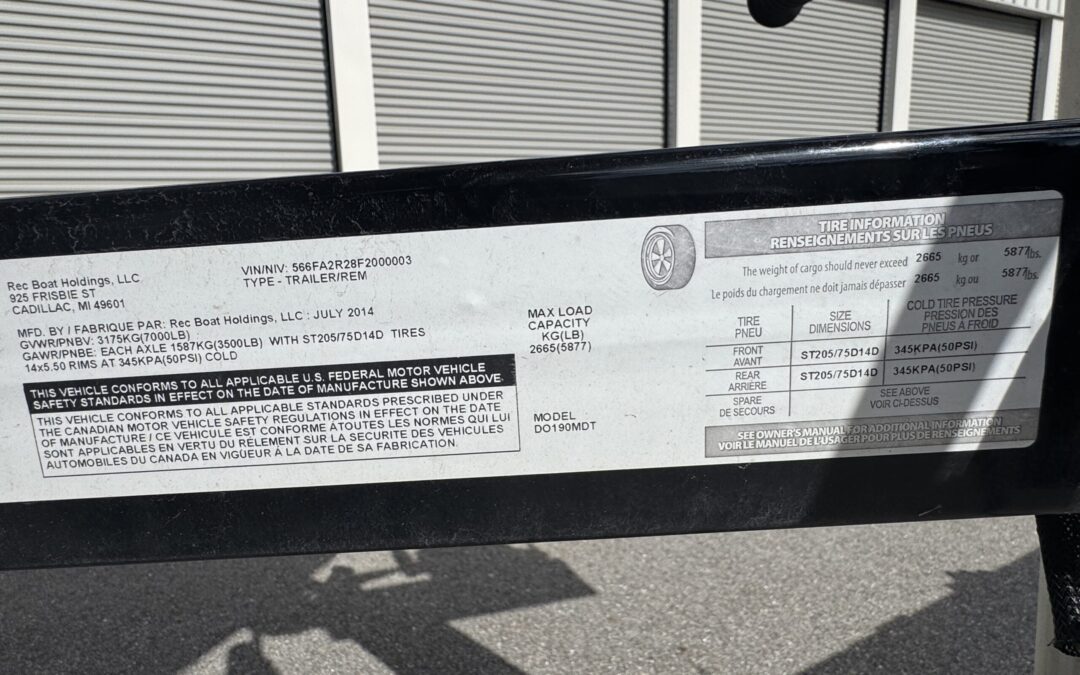 Rec Boat Holdings, LLC
925 FRISBIE ST
CADILLAC, MI 49601
VIN/NIV: 566FA2R28F2000003
TYPE - TRAILER/REM
MFD. BY / FABRIQUE PAR: Rec Boat Holdings, LLC : JULY 2014
GVWR/PNBV: 3175KG(7000LB)
GAWR/PNBE: EACH AXLE 1587KG(3500LB) WITH ST205/75D14D TIRES
14x5.50 RIMS AT 345KPA(50PSI) COLD
THIS VEHICLE CONFORMS TO ALL APPLICABLE U.S. FEDERAL MOTOR VEHICLE
SAFETY STANDARDS IN EFFECT ON THE DATE OF MANUFACTURE SHOWN ABOVE.
THIS VEHICLE CONFORMS TO ALL APPLICABLE STANDARDS PRESCRIBED UNDER
THE CANADIAN MOTOR VEHICLE SAFETY REGULATIONS IN EFFECT ON THE DATE
OF MANUFACTURE / CE VEHICULE EST CONFORME ATOUTES LES NORMES QUI LUI
SONT APPLICABLES EN VERTU DU RELEMENT SUR LA SECURITE DES VEHICULES
AUTOMOBILES DU CANADA EN VIGUEUR À LA DATE DE SA FABRICATION.
MAX LOAD
CAPACITY
KG(LB)
2665(5877)
MODEL
DO190MDT
TIRE INFORMATION
RENSEIGNEMENTS SUR LES PNEUS
The weight of cargo should never exceed 2665 kg or 5877lbs.
Le poids du chargement ne doit jamais dépasser 2665 kg ou 5877lbs.
TIRE
PNEU
SIZE
DIMENSIONS
COLD TIRE PRESSURE
PRESSION DES
PNEUS A FROID
FRONT
AVANT
ST205/75D14D
345KPA(50PSI)
REAR
ARRIÈRE
ST205/75D14D
345KPA(50PSI)
SPARE
DE SECOURS
SEE ABOVE
VOIR CI-DESSUS
SEE OWNER'S MANUAL FOR ADDITIONAL INFORMATION
VOIR LE MANUEL DE L'USAGER POUR PLUS DE RENSEIGNEMENTS